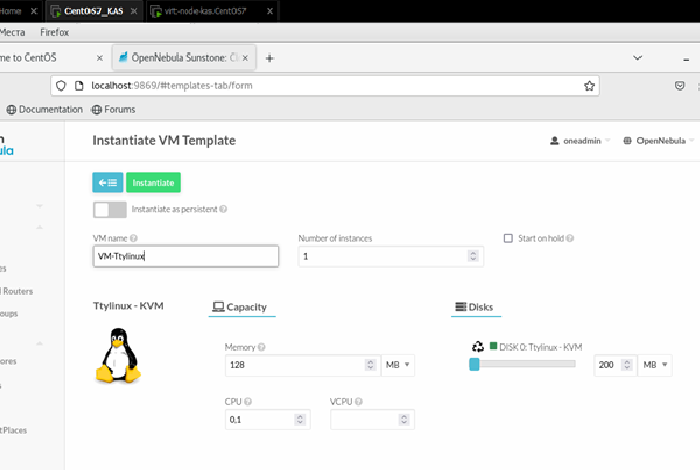 Home × CentOS7_KAS × virt-node-kas.CentOS7 ×
Места Firefox
me to CentOS × OpenNebula Sunstone: Cl × +
localhost:9869/#templates-tab/form
Documentation Forums
Instantiate VM Template oneadmin OpenNebula
Instantiate
Instantiate as persistent
VM name Number of instances Start on hold
VM-Ttylinux 1
Ttylinux - KVM Capacity Disks
Memory DISK 0: Ttylinux - KVM
128 MB 200 MB
CPU VCPU
0,1
l Routers
oups
ores
tPlaces